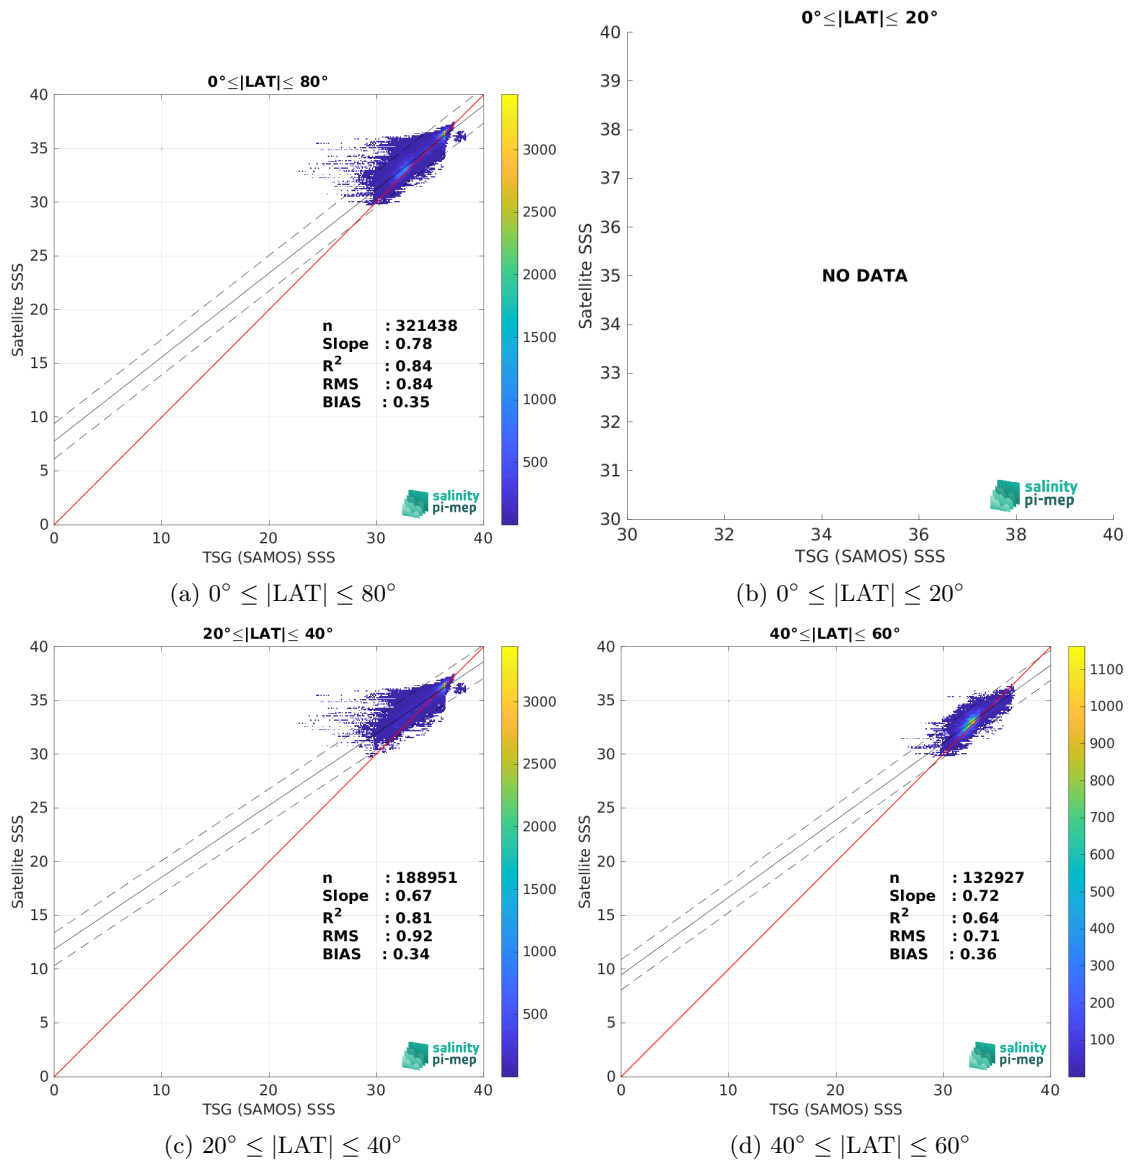 0°≤|LAT|≤ 80°
40
35
30
25
20
15
10
5
0
Satellite SSS
n : 321438
Slope : 0.78
R² : 0.84
RMS : 0.84
BIAS : 0.35
salinity
pi-mep
0 10 20 30 40
TSG (SAMOS) SSS
3000
2500
2000
1500
1000
500
(a) 0° ≤ |LAT| ≤ 80°
0°≤|LAT|≤ 20°
40
39
38
37
36
35
34
33
32
31
30
Satellite SSS
NO DATA
salinity
pi-mep
30 32 34 36 38 40
TSG (SAMOS) SSS
(b) 0° ≤ |LAT| ≤ 20°
20°≤|LAT|≤ 40°
40
35
30
25
20
15
10
5
0
Satellite SSS
n : 188951
Slope : 0.67
R² : 0.81
RMS : 0.92
BIAS : 0.34
salinity
pi-mep
0 10 20 30 40
TSG (SAMOS) SSS
3000
2500
2000
1500
1000
500
(c) 20° ≤ |LAT| ≤ 40°
40°≤|LAT|≤ 60°
40
35
30
25
20
15
10
5
0
Satellite SSS
n : 132927
Slope : 0.72
R² : 0.64
RMS : 0.71
BIAS : 0.36
salinity
pi-mep
0 10 20 30 40
TSG (SAMOS) SSS
1100
1000
900
800
700
600
500
400
300
200
100
(d) 40° ≤ |LAT| ≤ 60°